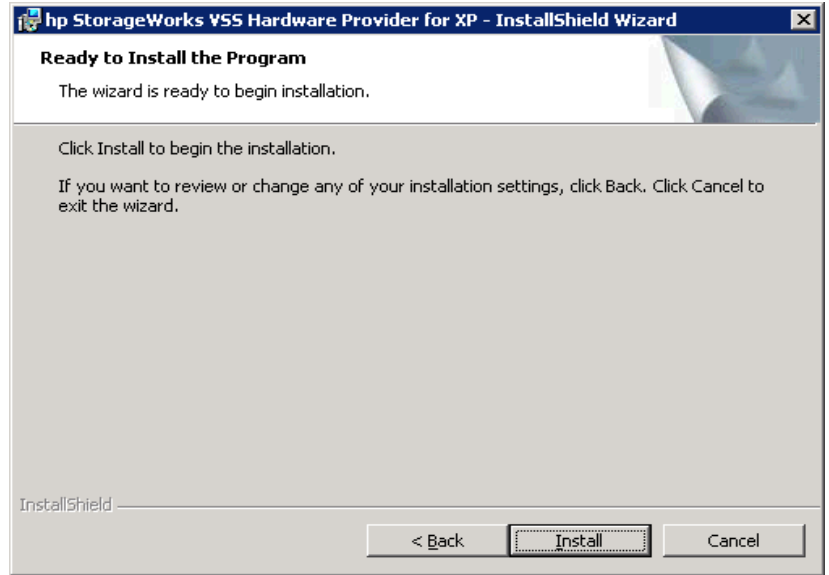 hp StorageWorks VSS Hardware Provider for XP - InstallShield Wizard
Ready to Install the Program
The wizard is ready to begin installation.
Click Install to begin the installation.
If you want to review or change any of your installation settings, click Back. Click Cancel to
exit the wizard.
InstallShield
< Back
Install
Cancel